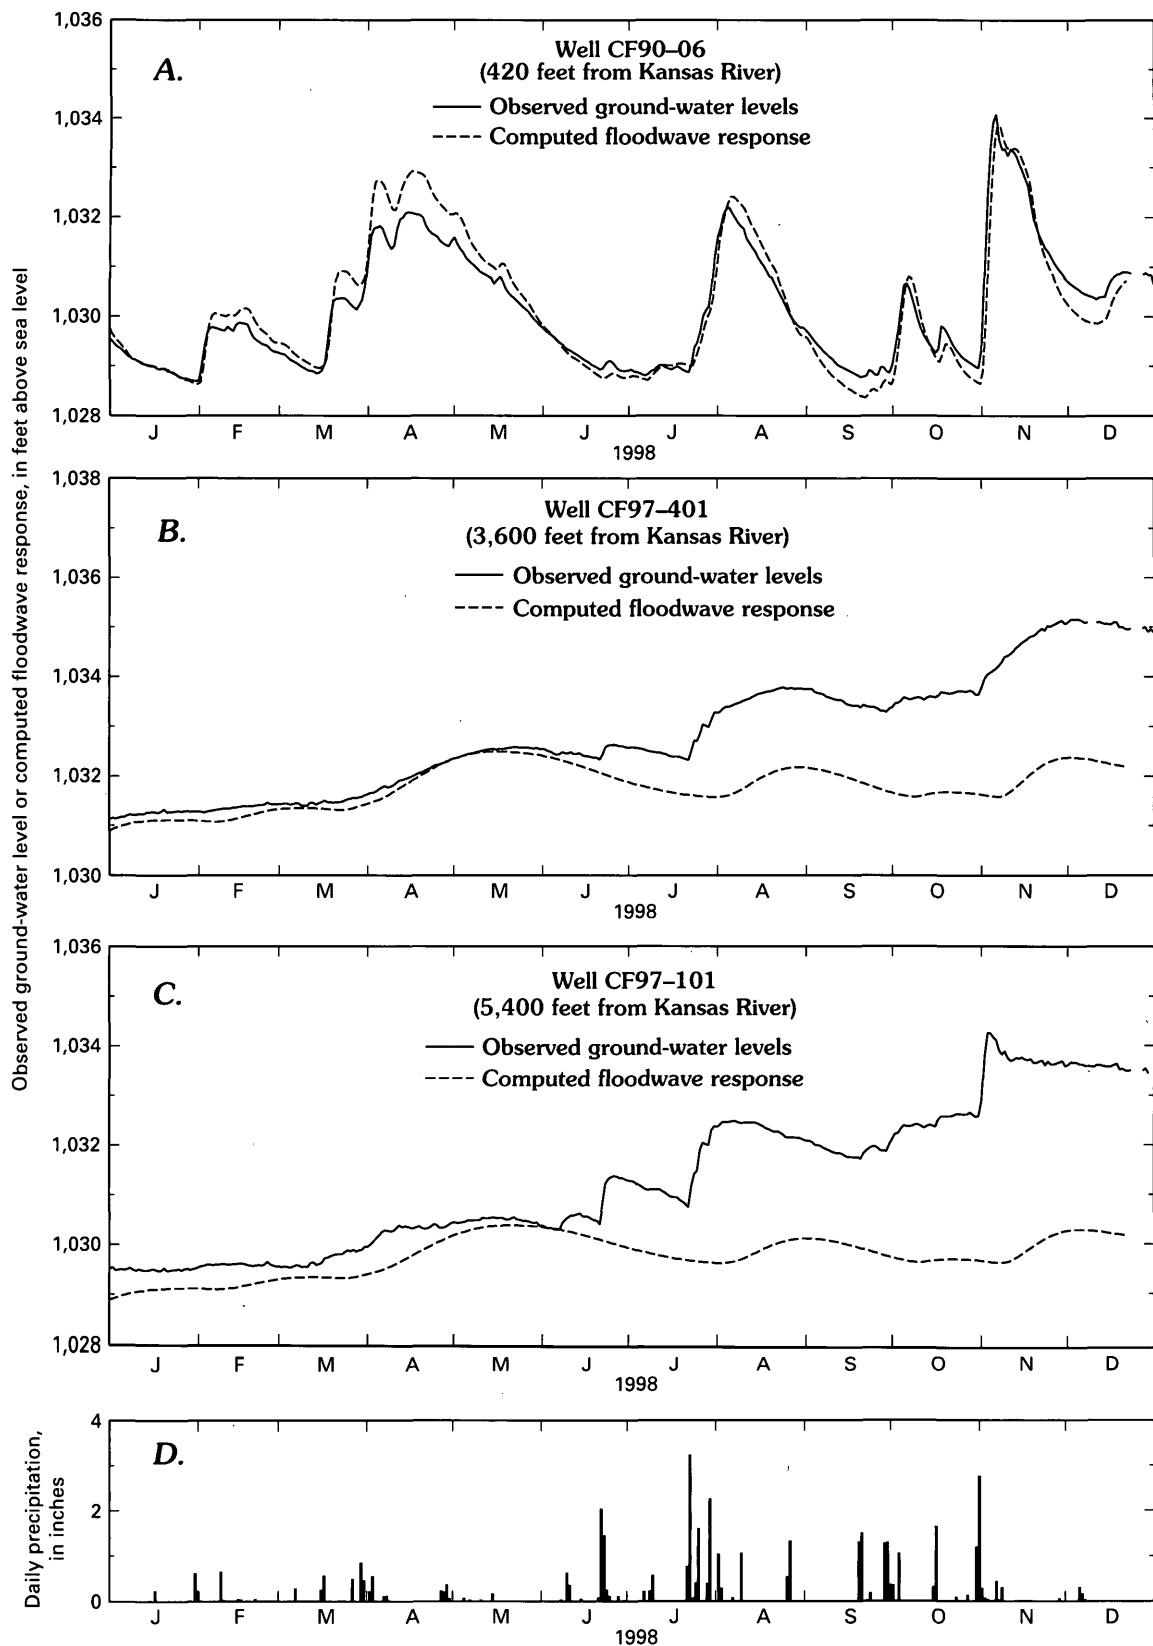 Observed ground-water level or computed floodwave response, in feet above sea level
A.
Well CF90–06
(420 feet from Kansas River)
Observed ground-water levels
Computed floodwave response
1,036
1,034
1,032
1,030
1,028
J F M A M J J A S O N D
1998
B.
Well CF97–401
(3,600 feet from Kansas River)
Observed ground-water levels
Computed floodwave response
1,038
1,036
1,034
1,032
1,030
J F M A M J J A S O N D
1998
C.
Well CF97–101
(5,400 feet from Kansas River)
Observed ground-water levels
Computed floodwave response
1,036
1,034
1,032
1,030
1,028
J F M A M J J A S O N D
1998
Daily precipitation,
in inches
D.
4
2
0
J F M A M J J A S O N D
1998